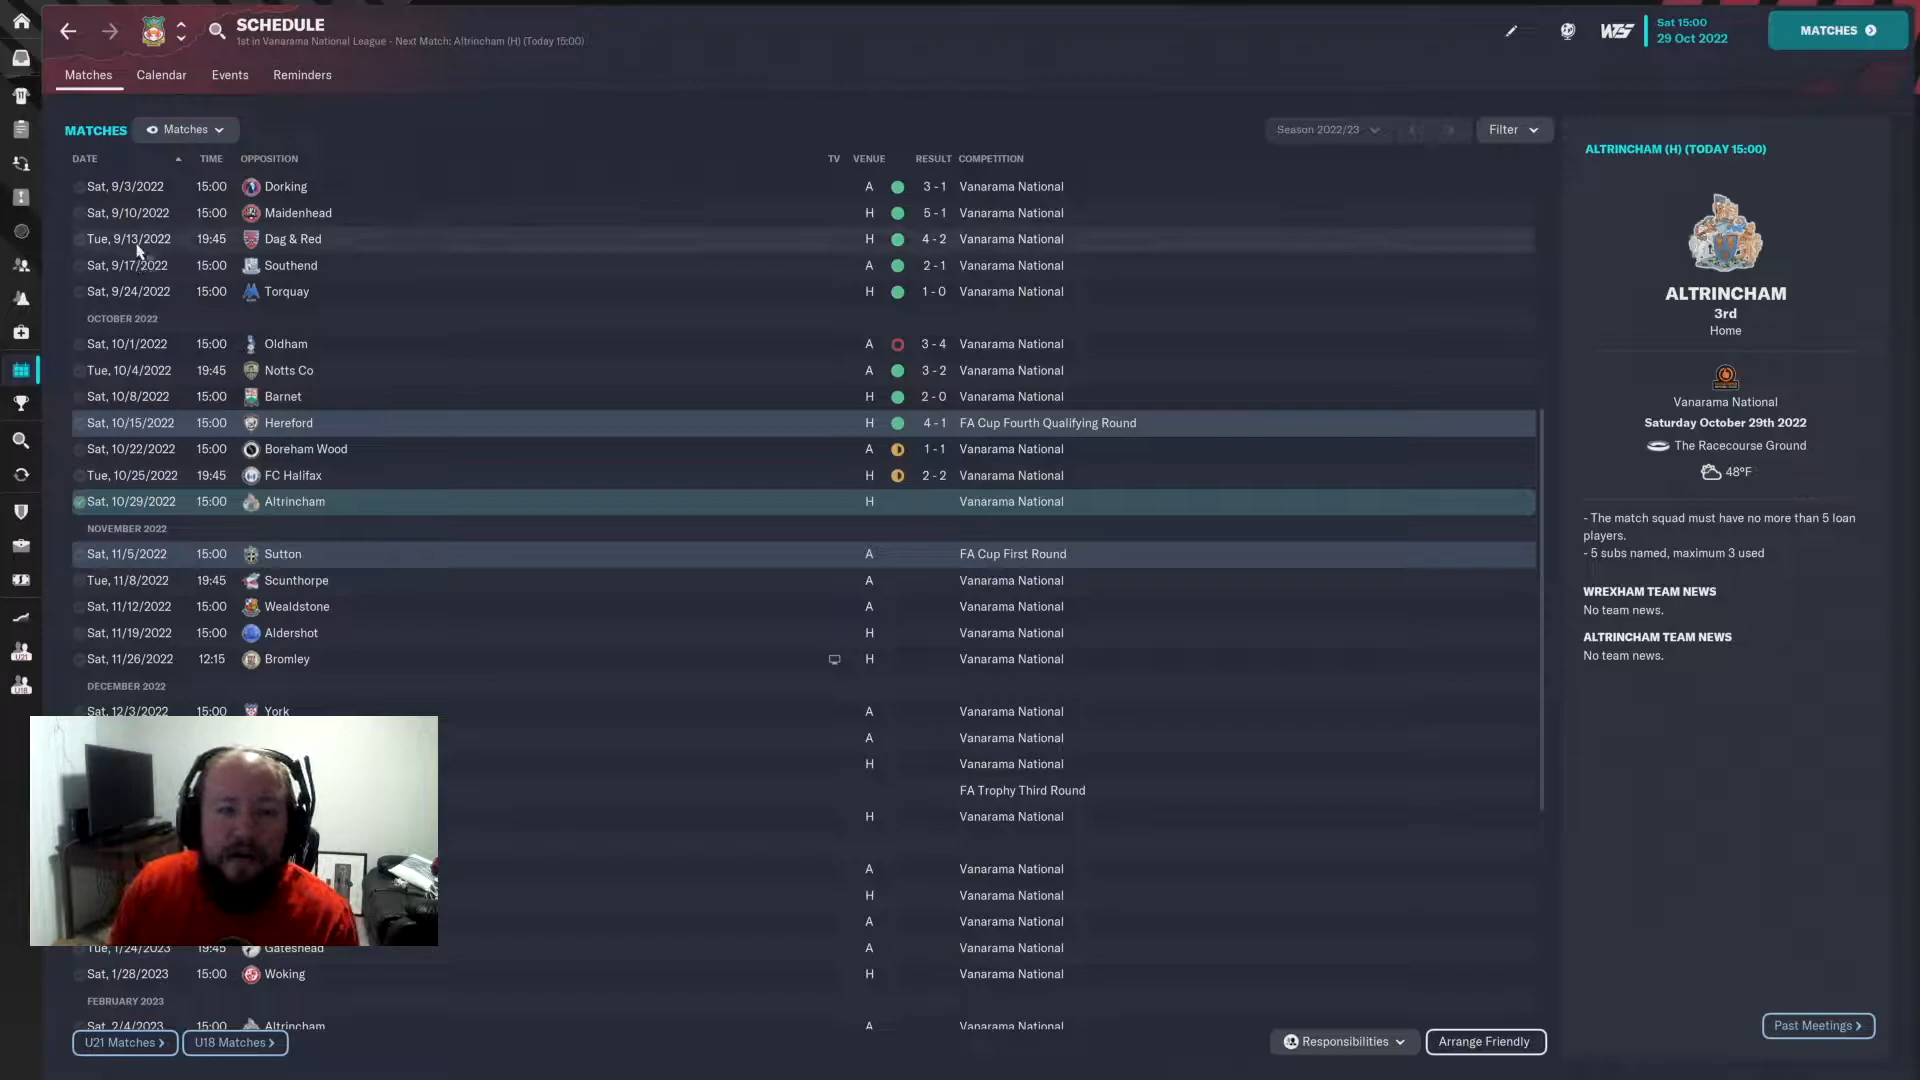 SCHEDULE
1st in Vanarama National League - Next Match: Altrincham (H) (Today 15:00)
Sat 15:00
29 Oct 2022
MATCHES
Matches Calendar Events Reminders
MATCHES Matches Season 2022/23 Filter
DATE TIME OPPOSITION TV VENUE RESULT COMPETITION
Sat, 9/3/2022 15:00 Dorking A 3 - 1 Vanarama National
Sat, 9/10/2022 15:00 Maidenhead H 5 - 1 Vanarama National
Tue, 9/13/2022 19:45 Dag & Red H 4 - 2 Vanarama National
Sat, 9/17/2022 15:00 Southend A 2 - 1 Vanarama National
Sat, 9/24/2022 15:00 Torquay H 1 - 0 Vanarama National
OCTOBER 2022
Sat, 10/1/2022 15:00 Oldham A 3 - 4 Vanarama National
Tue, 10/4/2022 19:45 Notts Co A 3 - 2 Vanarama National
Sat, 10/8/2022 15:00 Barnet H 2 - 0 Vanarama National
Sat, 10/15/2022 15:00 Hereford H 4 - 1 FA Cup Fourth Qualifying Round
Sat, 10/22/2022 15:00 Boreham Wood A 1 - 1 Vanarama National
Tue, 10/25/2022 19:45 FC Halifax H 2 - 2 Vanarama National
Sat, 10/29/2022 15:00 Altrincham H Vanarama National
NOVEMBER 2022
Sat, 11/5/2022 15:00 Sutton A FA Cup First Round
Tue, 11/8/2022 19:45 Scunthorpe A Vanarama National
Sat, 11/12/2022 15:00 Wealdstone A Vanarama National
Sat, 11/19/2022 15:00 Aldershot H Vanarama National
Sat, 11/26/2022 12:15 Bromley H Vanarama National
DECEMBER 2022
Sat, 12/3/2022 15:00 York A Vanarama National
A Vanarama National
H Vanarama National
FA Trophy Third Round
H Vanarama National
A Vanarama National
H Vanarama National
A Vanarama National
Tue, 1/24/2023 19:45 Gateshead A Vanarama National
Sat, 1/28/2023 15:00 Woking H Vanarama National
FEBRUARY 2023
Sat, 2/4/2023 15:00 Altrincham A Vanarama National
U21 Matches U18 Matches Responsibilities Arrange Friendly
ALTRINCHAM (H) (TODAY 15:00)
ALTRINCHAM
3rd
Home
Vanarama National
Saturday October 29th 2022
The Racecourse Ground
48°F
- The match squad must have no more than 5 loan
players.
- 5 subs named, maximum 3 used
WREXHAM TEAM NEWS
No team news.
ALTRINCHAM TEAM NEWS
No team news.
Past Meetings
U21
U18